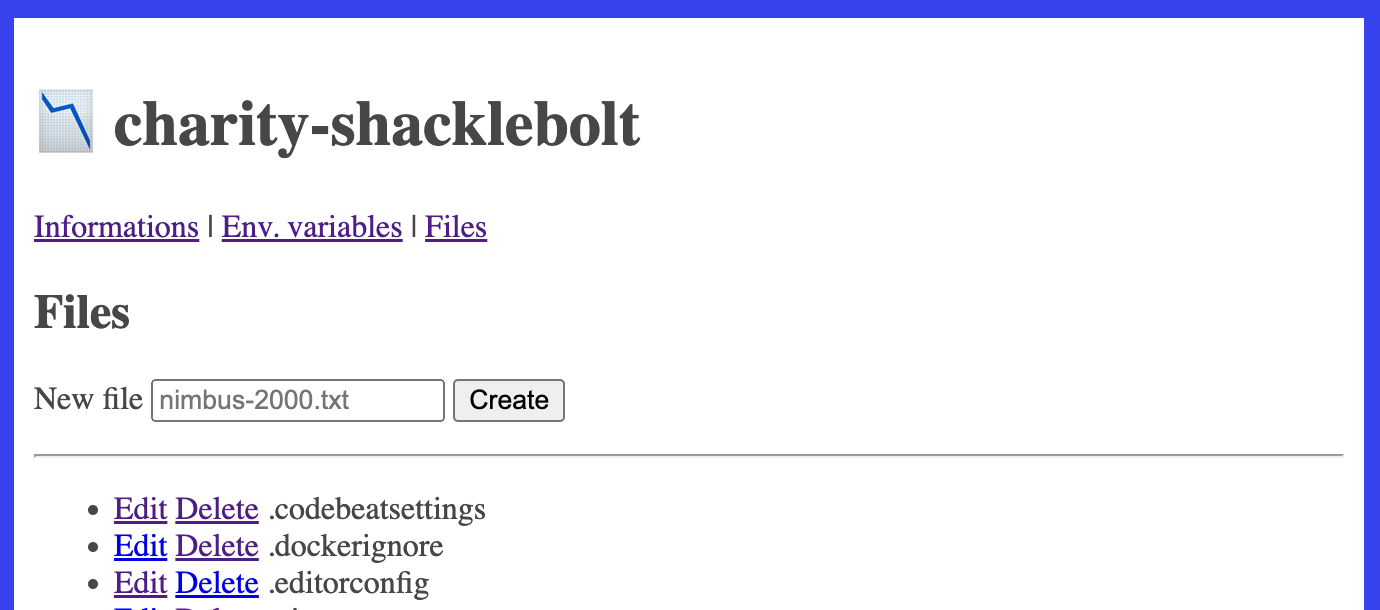 charity-shacklebolt
Informations | Env. variables | Files
Files
New file nimbus-2000.txt Create
Edit Delete .codebeatsettings
Edit Delete .dockerignore
Edit Delete .editorconfig